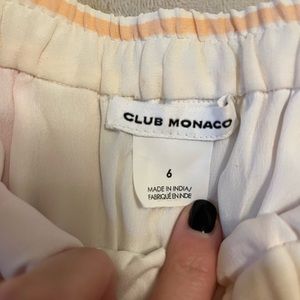 CLUB MONACO
6
MADE IN INDIA/
FABRIQUÉ EN INDE